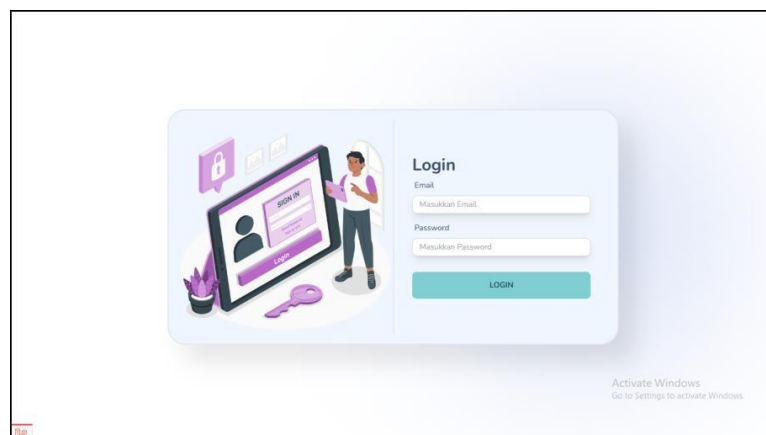 SIGN IN
Login
Login
Email
Masukkan Email
Password
Masukkan Password
LOGIN
Activate Windows
Go to Settings to activate Windows.